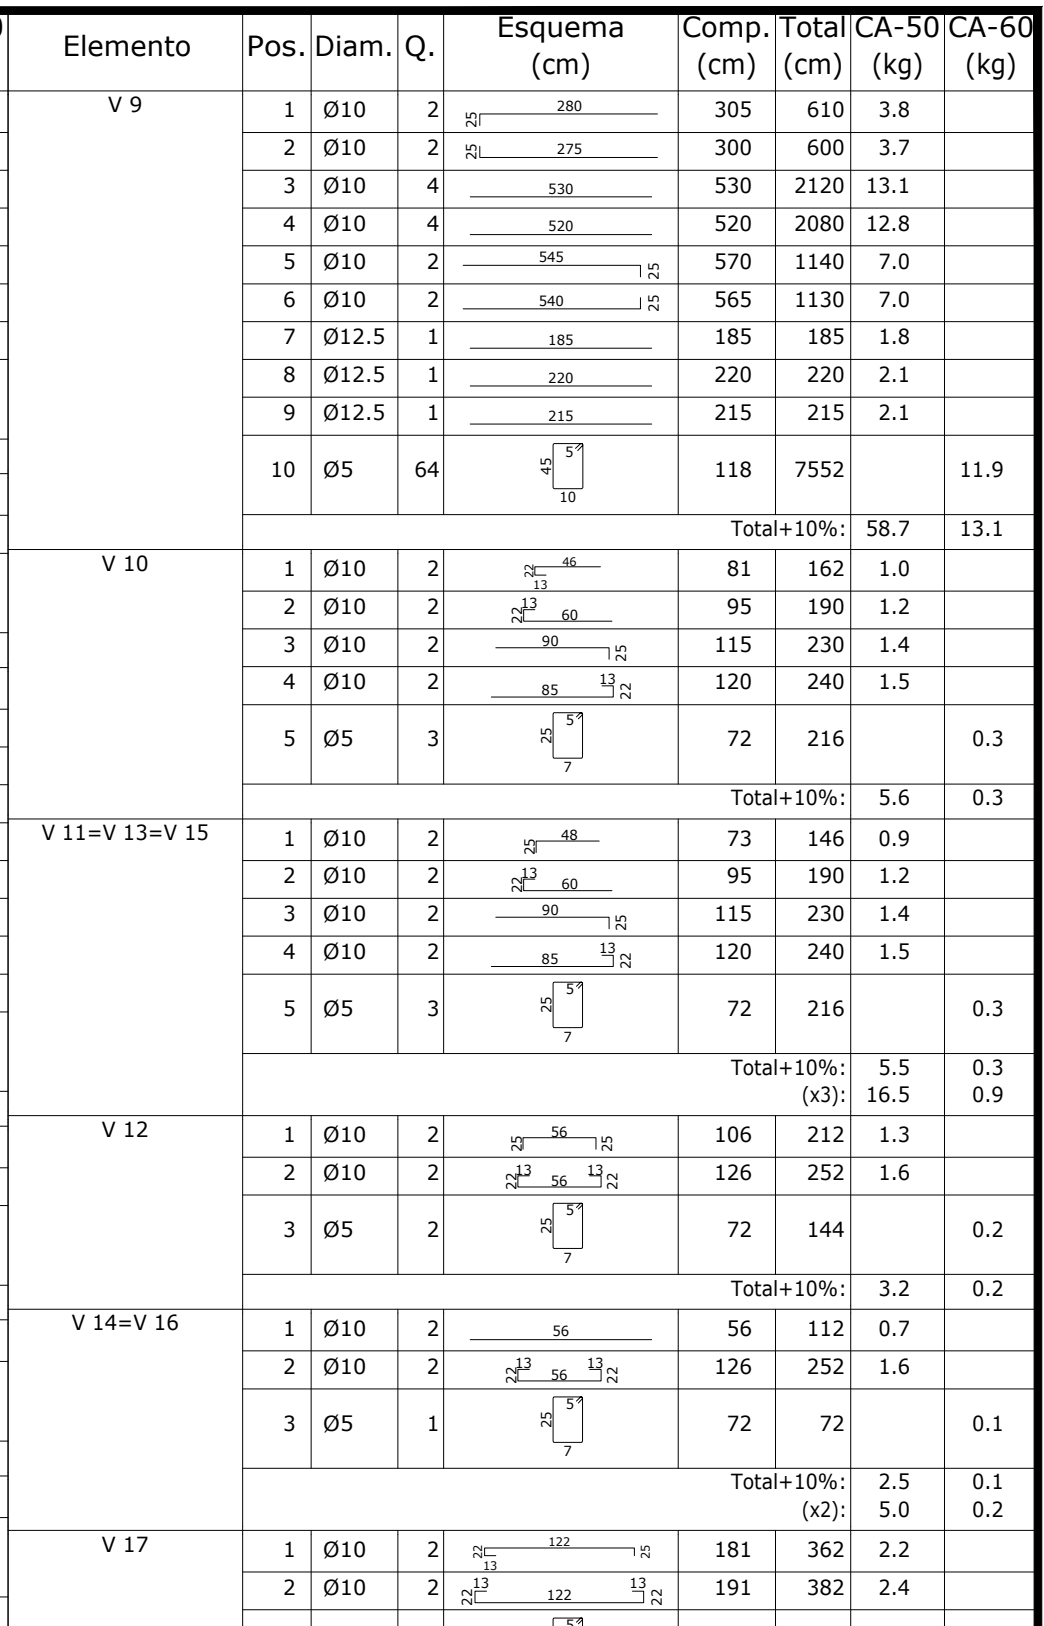 Elemento Pos. Diam. Q. Esquema (cm) Comp. (cm) Total (cm) CA-50 (kg) CA-60 (kg)
V 9
1 Ø10 2 25 280 305 610 3.8
2 Ø10 2 25 275 300 600 3.7
3 Ø10 4 530 530 2120 13.1
4 Ø10 4 520 520 2080 12.8
5 Ø10 2 545 25 570 1140 7.0
6 Ø10 2 540 25 565 1130 7.0
7 Ø12.5 1 185 185 185 1.8
8 Ø12.5 1 220 220 220 2.1
9 Ø12.5 1 215 215 215 2.1
10 Ø5 64 45 5 10 118 7552 11.9
Total+10%: 58.7 13.1
V 10
1 Ø10 2 22 46 13 81 162 1.0
2 Ø10 2 22 13 60 95 190 1.2
3 Ø10 2 90 25 115 230 1.4
4 Ø10 2 85 13 22 120 240 1.5
5 Ø5 3 25 5 7 72 216 0.3
Total+10%: 5.6 0.3
V 11=V 13=V 15
1 Ø10 2 25 48 73 146 0.9
2 Ø10 2 22 13 60 95 190 1.2
3 Ø10 2 90 25 115 230 1.4
4 Ø10 2 85 13 22 120 240 1.5
5 Ø5 3 25 5 7 72 216 0.3
Total+10%: 5.5 0.3
(x3): 16.5 0.9
V 12
1 Ø10 2 25 56 25 106 212 1.3
2 Ø10 2 22 13 56 13 22 126 252 1.6
3 Ø5 2 25 5 7 72 144 0.2
Total+10%: 3.2 0.2
V 14=V 16
1 Ø10 2 56 56 112 0.7
2 Ø10 2 22 13 56 13 22 126 252 1.6
3 Ø5 1 25 5 7 72 72 0.1
Total+10%: 2.5 0.1
(x2): 5.0 0.2
V 17
1 Ø10 2 22 13 122 25 181 362 2.2
2 Ø10 2 22 13 122 13 22 191 382 2.4
5